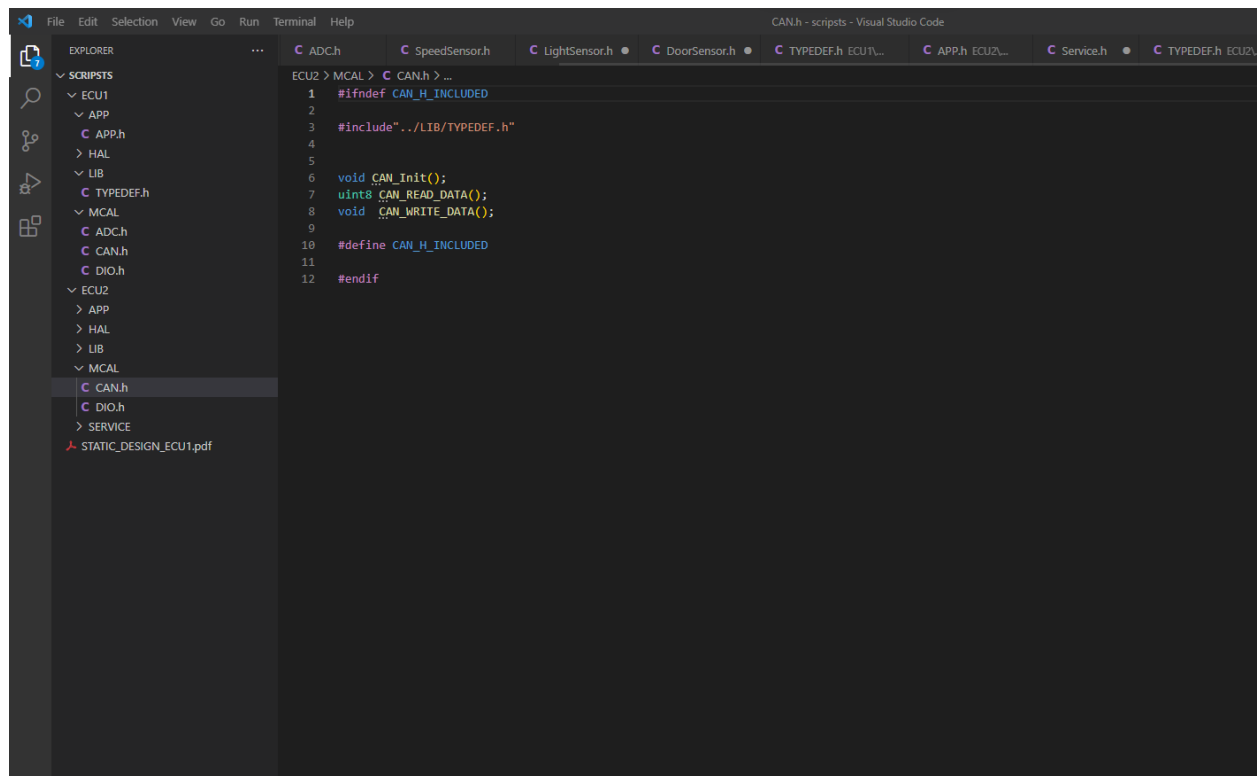 File Edit Selection View Go Run Terminal Help
CAN.h - scripsts - Visual Studio Code
7
EXPLORER
SCRIPSTS
ECU1
APP
APP.h
HAL
LIB
TYPEDEF.h
MCAL
ADC.h
CAN.h
DIO.h
ECU2
APP
HAL
LIB
MCAL
CAN.h
DIO.h
SERVICE
STATIC_DESIGN_ECU1.pdf
C ADC.h C SpeedSensor.h C LightSensor.h C DoorSensor.h C TYPEDEF.h ECU1\... C APP.h ECU2\... C Service.h C TYPEDEF.h ECU2\
ECU2 > MCAL > C CAN.h > ...
1 #ifndef CAN_H_INCLUDED
2
3 #include"../LIB/TYPEDEF.h"
4
5
6 void CAN_Init();
7 uint8 CAN_READ_DATA();
8 void  CAN_WRITE_DATA();
9
10 #define CAN_H_INCLUDED
11
12 #endif